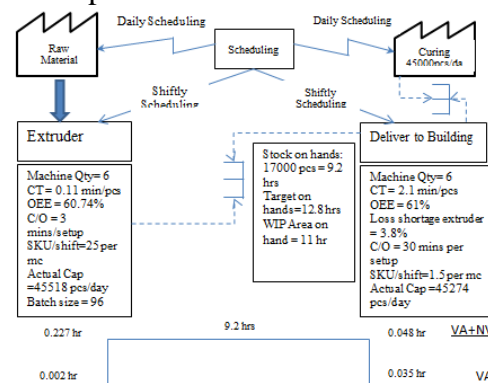 Daily Scheduling
Daily Scheduling
Raw
Material
Scheduling
Curing
45000pcs/da
Shiftly
Scheduling
Shiftly
Scheduling
Extruder
Machine Qty= 6
CT= 0.11 min/pcs
OEE = 60.74%
C/O = 3
mins/setup
SKU/shift=25 per
mc
Actual Cap
=45518 pcs/day
Batch size = 96
Stock on hands:
17000 pcs = 9.2
hrs
Target on
hands=12.8hrs
WIP Area on
hand = 11 hr
Deliver to Building
Machine Qty= 6
CT= 2.1 min/pcs
OEE = 61%
Loss shortage extruder
= 3.8%
C/O = 30 mins per
setup
SKU/shift=1.5 per mc
Actual Cap =45274
pcs/day
0.227 hr
9.2 hrs
0.048 hr
VA+NV
0.002 hr
0.035 hr
VA